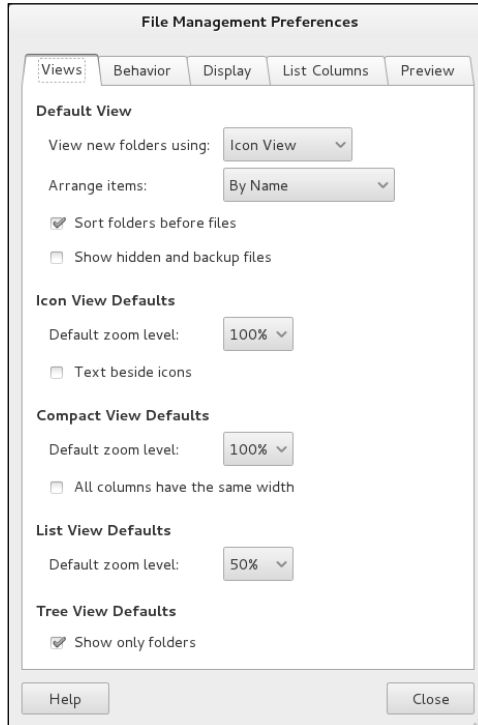 File Management Preferences
Views Behavior Display List Columns Preview
Default View
View new folders using: Icon View
Arrange items: By Name
Sort folders before files
Show hidden and backup files
Icon View Defaults
Default zoom level: 100%
Text beside icons
Compact View Defaults
Default zoom level: 100%
All columns have the same width
List View Defaults
Default zoom level: 50%
Tree View Defaults
Show only folders
Help Close